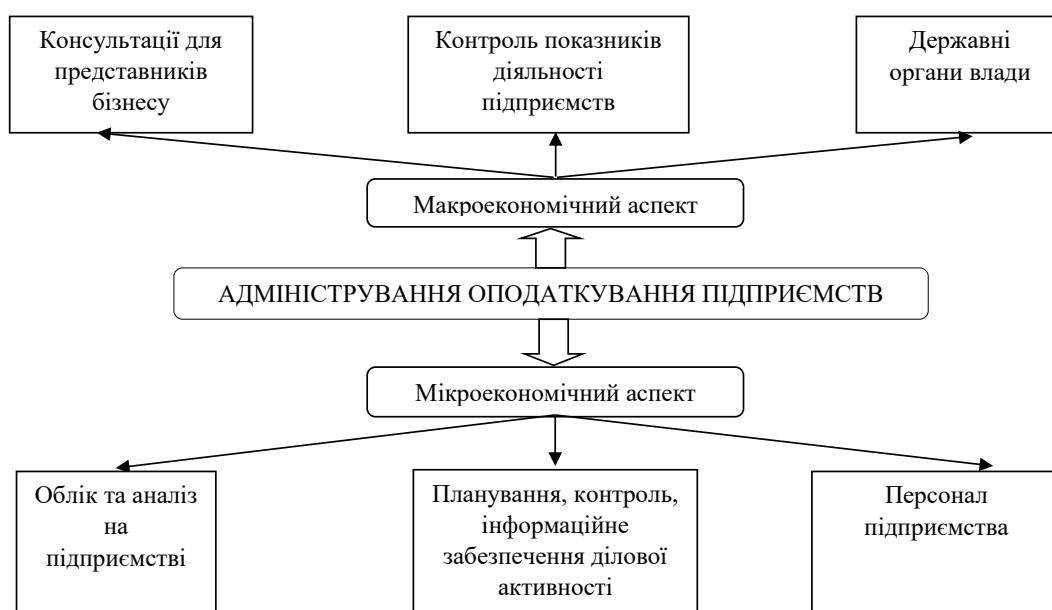 Консультації для
представників
бізнесу
Контроль показників
діяльності
підприємств
Державні
органи влади
Макроекономічний аспект
АДМІНІСТРУВАННЯ ОПОДАТКУВАННЯ ПІДПРИЄМСТВ
Мікроекономічний аспект
Облік та аналіз
на
підприємстві
Планування, контроль,
інформаційне
забезпечення ділової
активності
Персонал
підприємства